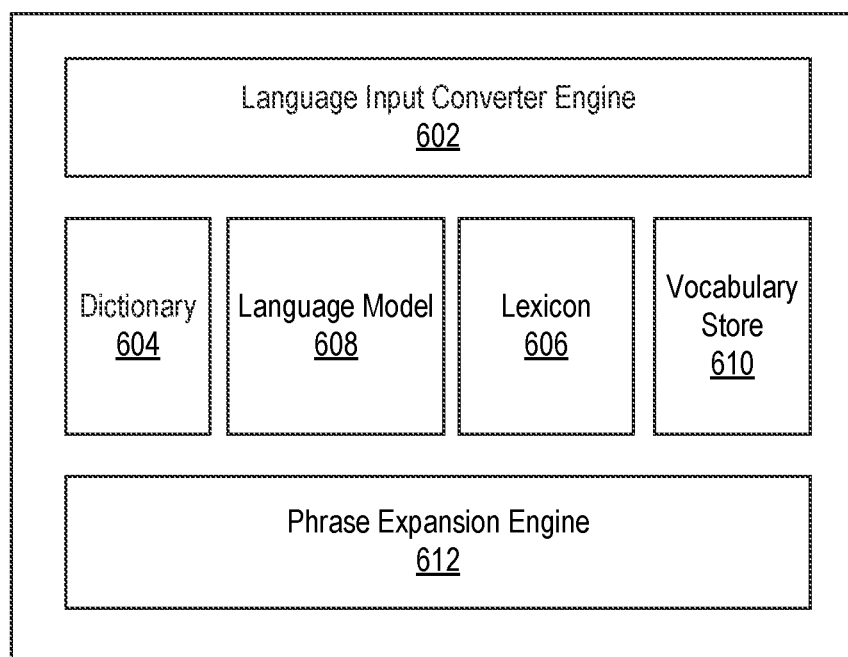 Language Input Converter Engine
602
Dictionary
604
Language Model
608
Lexicon
606
Vocabulary
Store
610
Phrase Expansion Engine
612